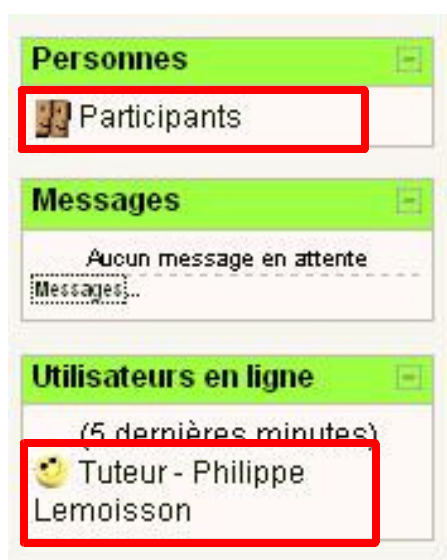 Personnes
Participants
Messages
Aucun message en attente
Messages...
Utilisateurs en ligne
(5 dernières minutes)
Tuteur - Philippe
Lemoisson